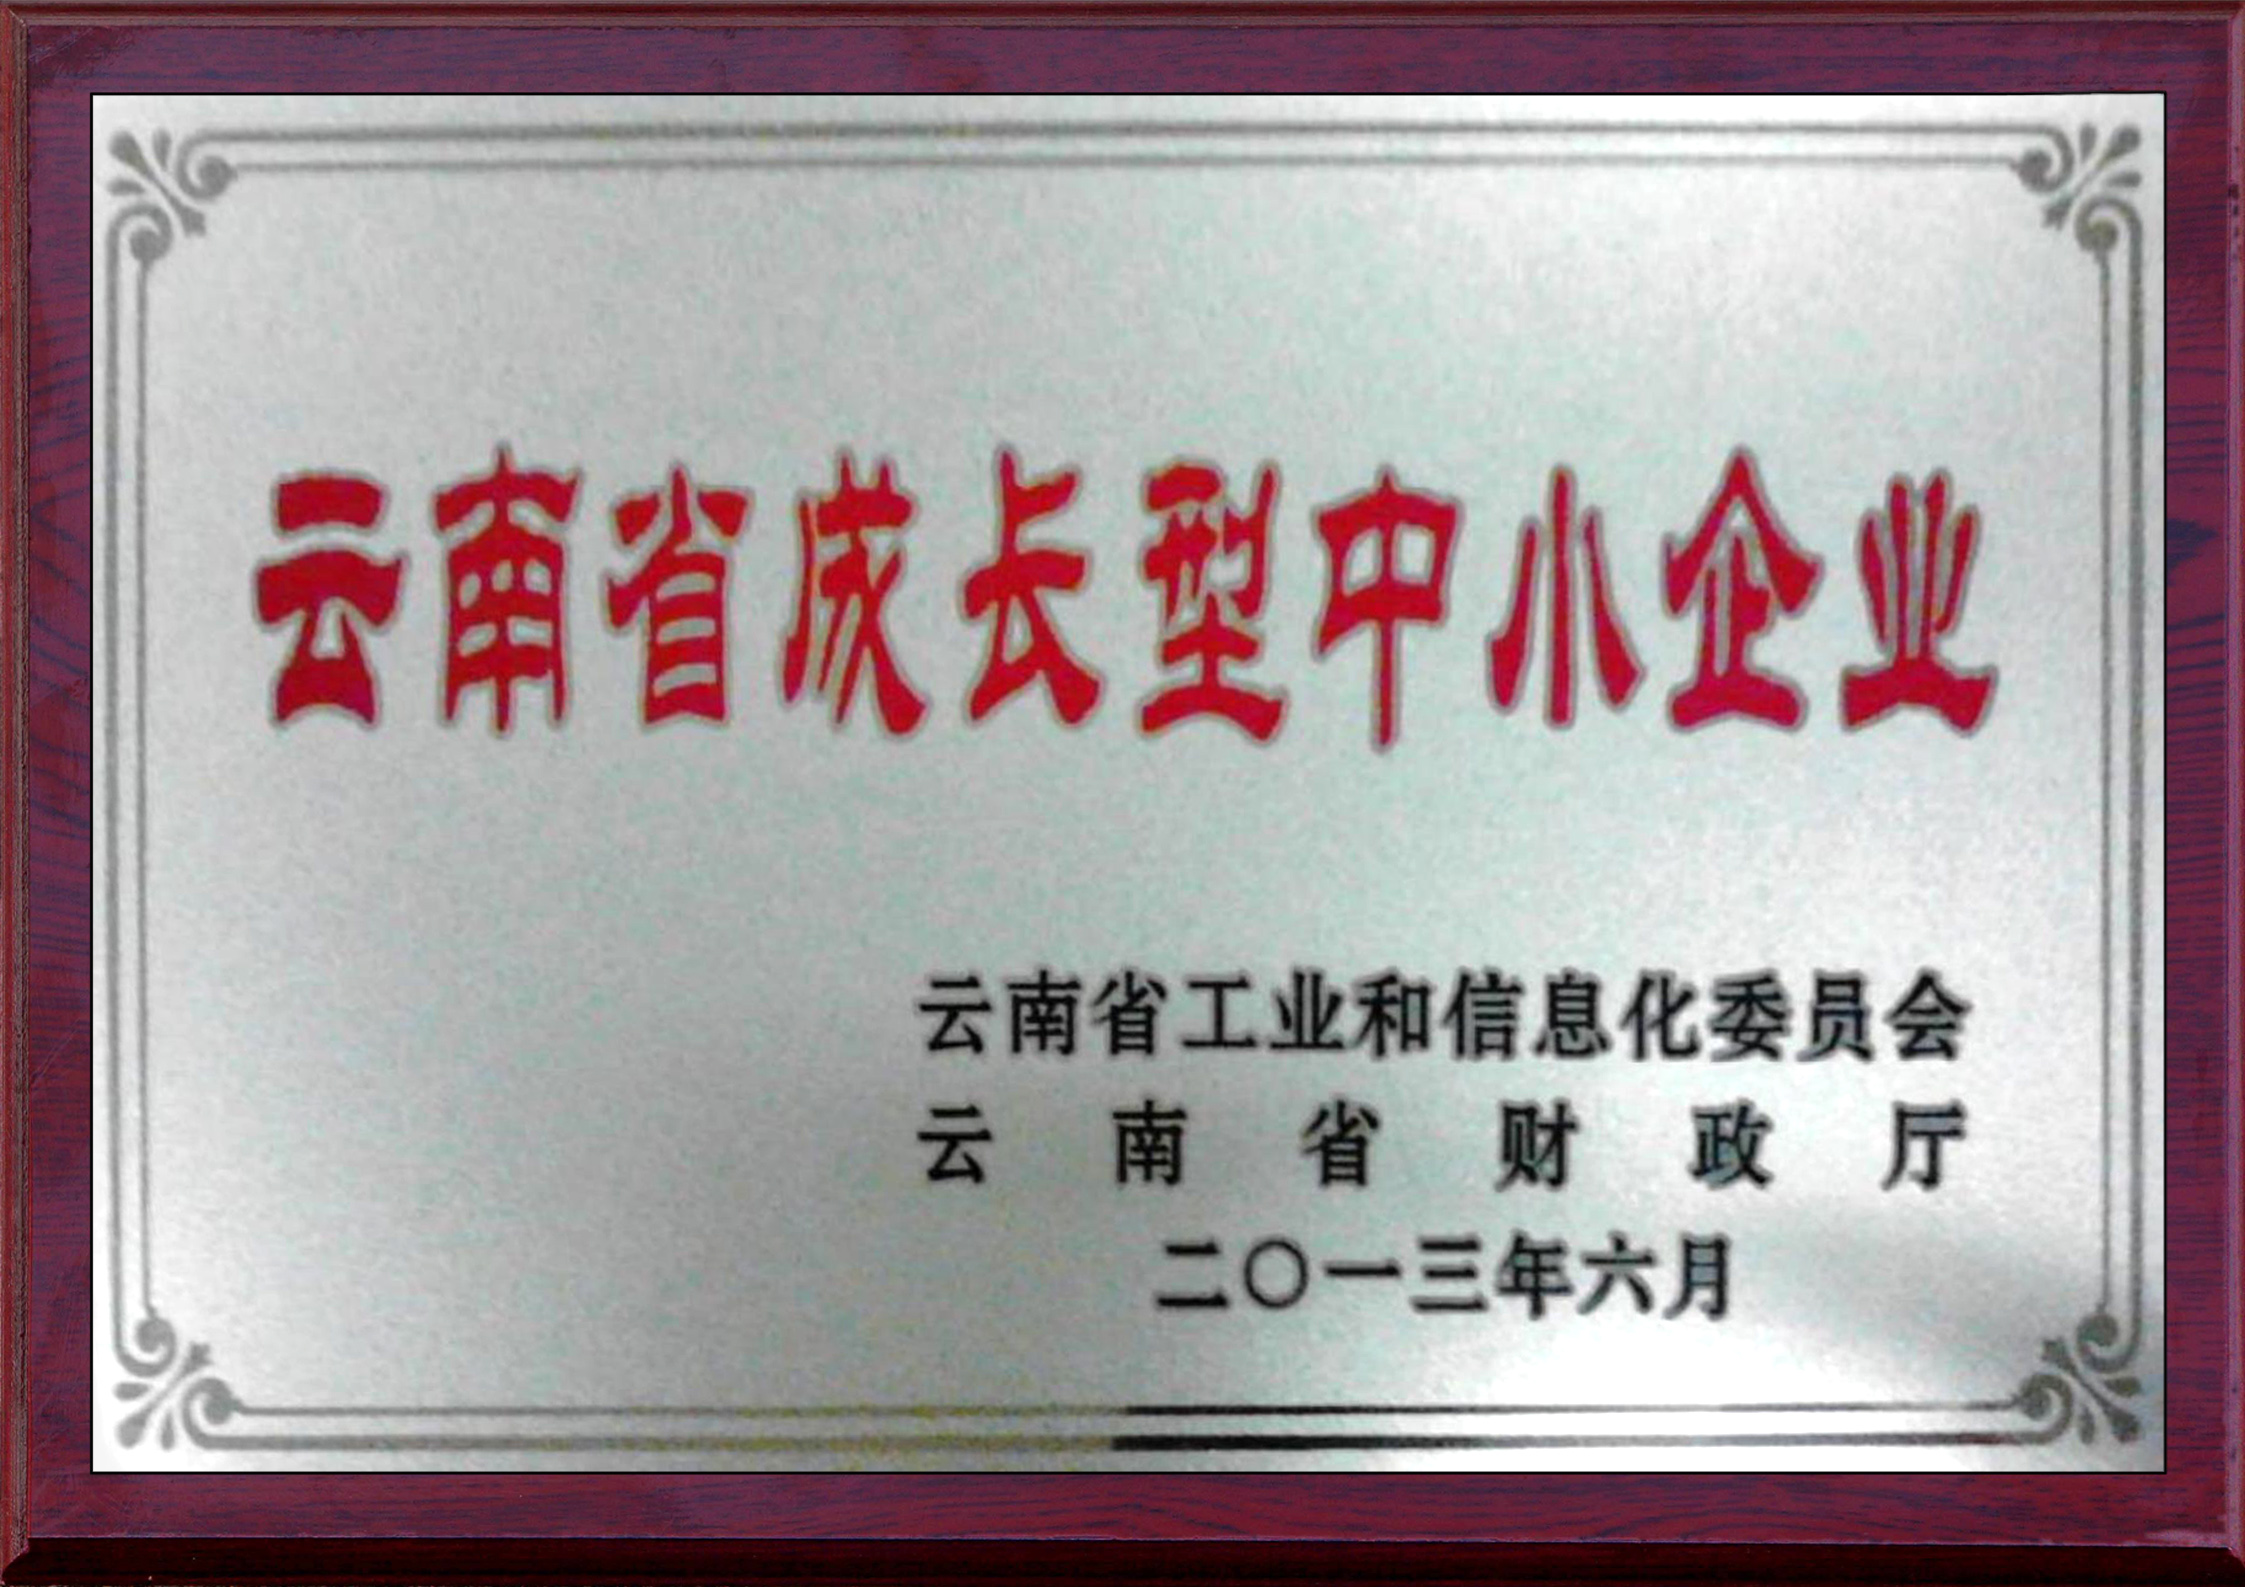 云南省成长型中小企业
云南省工业和信息化委员会
云南省财政厅
二〇一三年六月